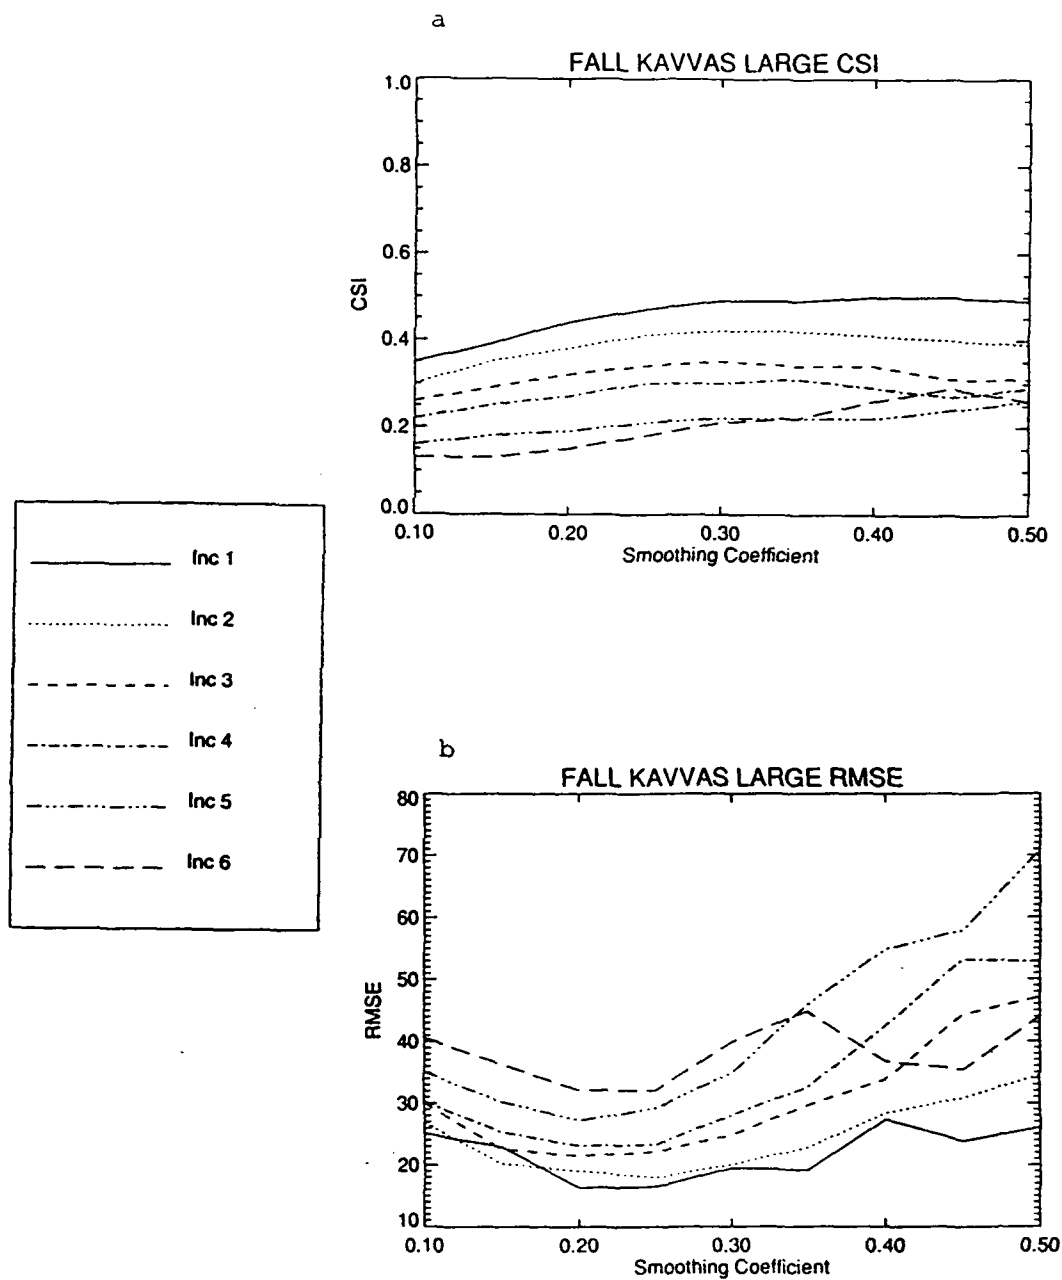 a
FALL KAVVAS LARGE CSI
1.0
0.8
0.6
0.4
0.2
0.0
CSI
0.10 0.20 0.30 0.40 0.50
Smoothing Coefficient
Inc 1
Inc 2
Inc 3
Inc 4
Inc 5
Inc 6
b
FALL KAVVAS LARGE RMSE
80
70
60
50
40
30
20
10
RMSE
0.10 0.20 0.30 0.40 0.50
Smoothing Coefficient